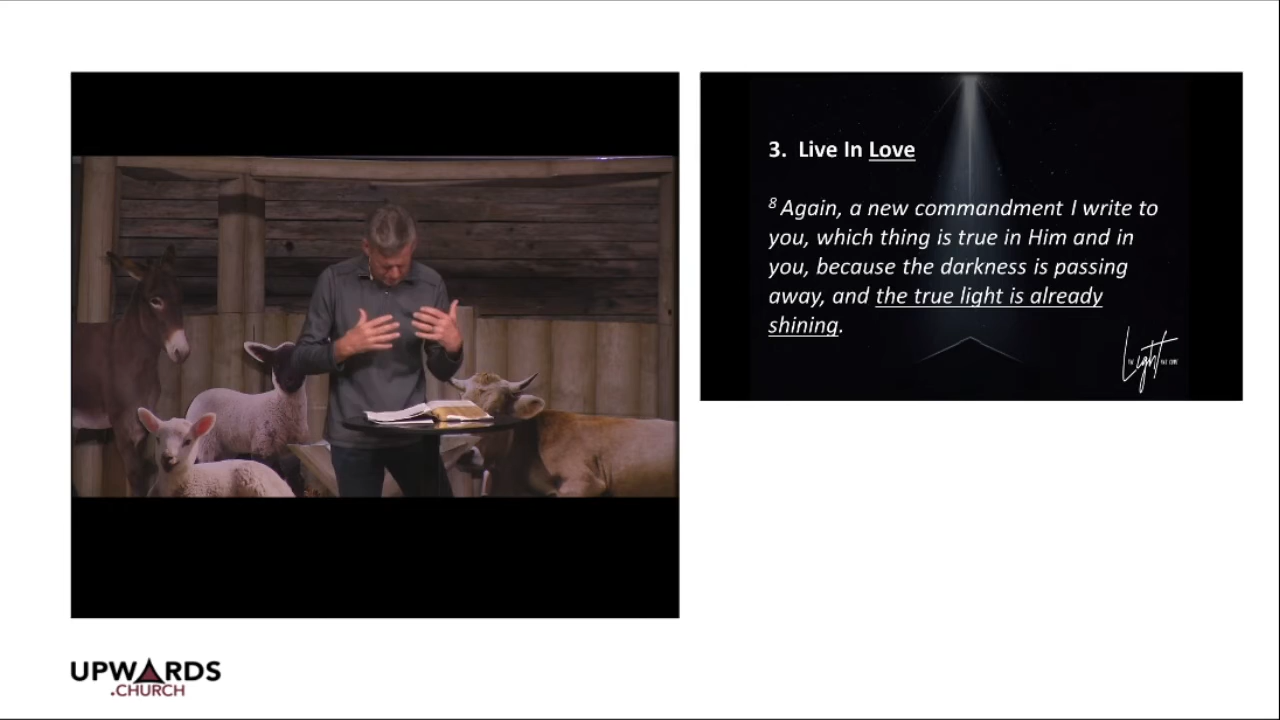 3. Live In Love
8 Again, a new commandment I write to
you, which thing is true in Him and in
you, because the darkness is passing
away, and the true light is already
shining.
Light
UPWARDS
.CHURCH